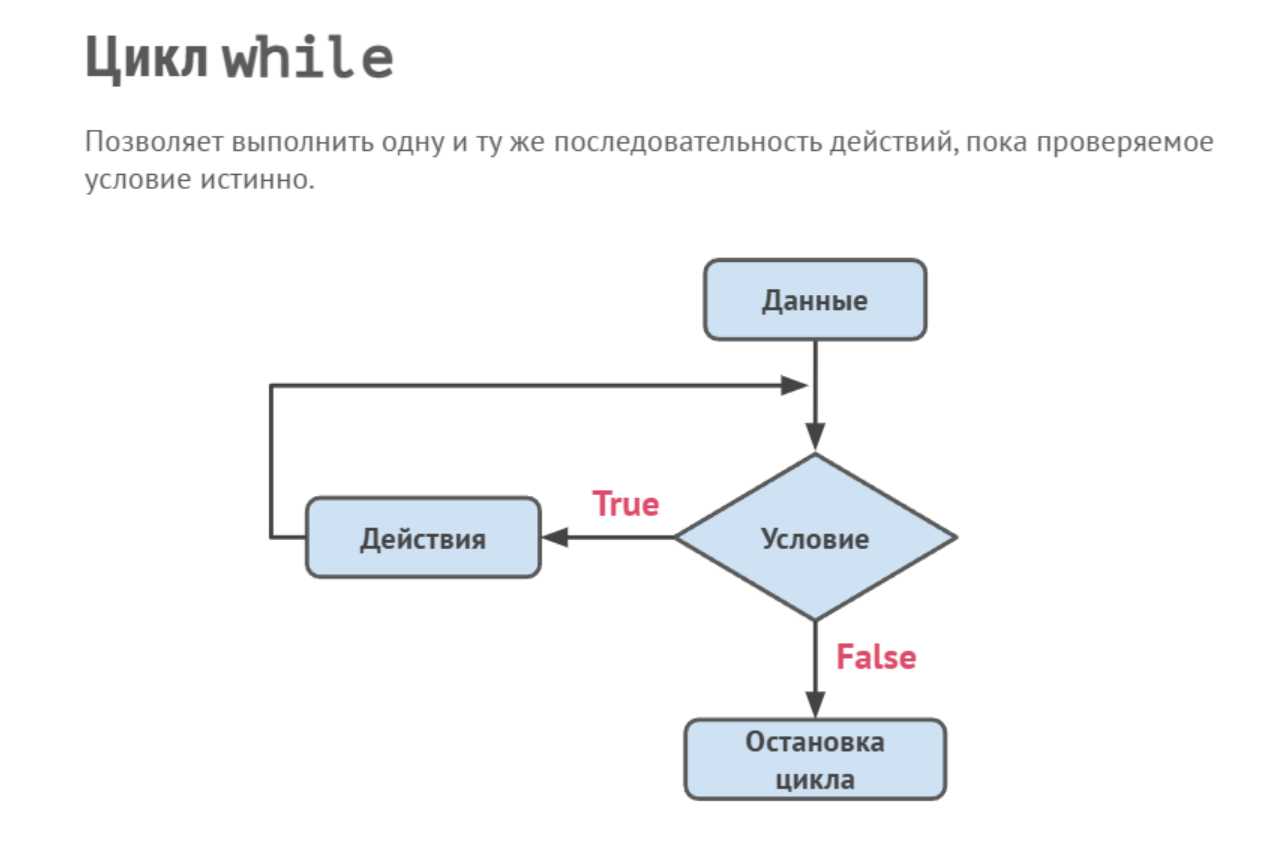 Цикл while
Позволяет выполнить одну и ту же последовательность действий, пока проверяемое
условие истинно.
Данные
True
Действия
Условие
False
Остановка
цикла